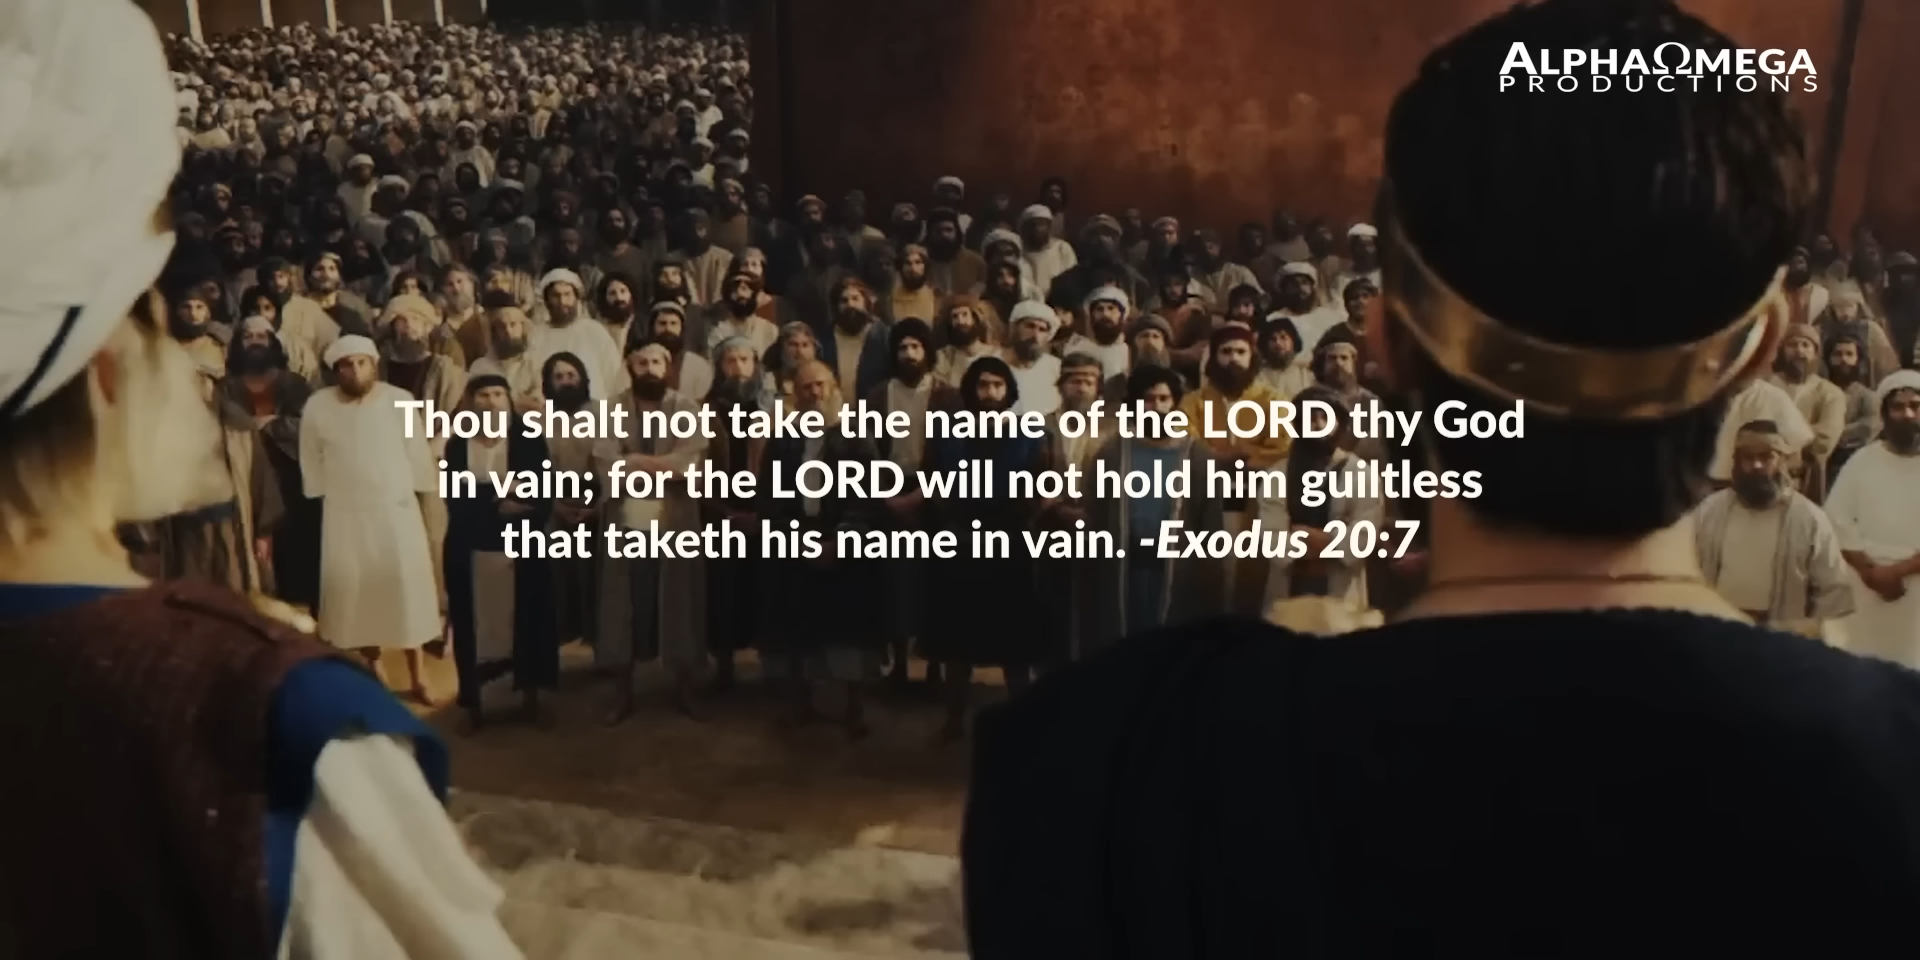 ALPHAΩMEGA
PRODUCTIONS
Thou shalt not take the name of the LORD thy God
in vain; for the LORD will not hold him guiltless
that taketh his name in vain. -Exodus 20:7